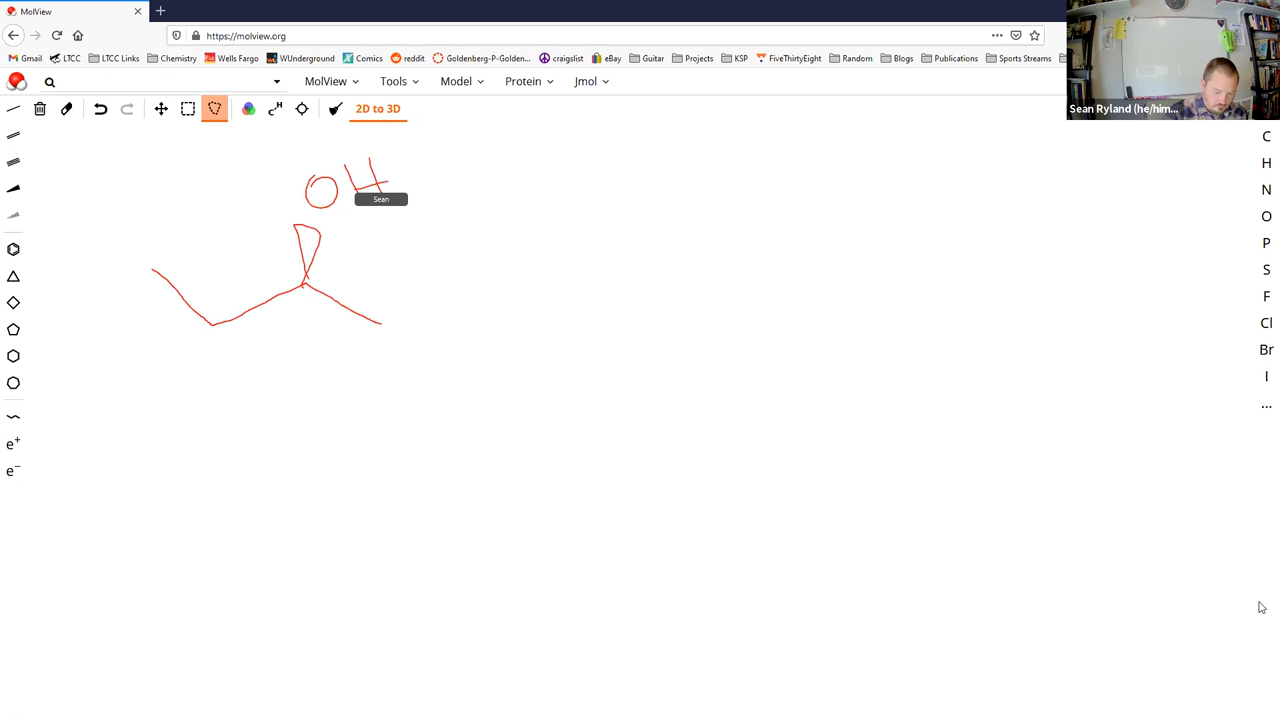 MolView
https://molview.org
Gmail LTCC LTCC Links Chemistry Wells Fargo WUnderground Comics reddit Goldenberg-P-Golden... craigslist eBay Guitar Projects KSP FiveThirtyEight Random Blogs Publications Sports Streams
MolView Tools Model Protein Jmol
2D to 3D
Sean Ryland (he/him...
OH
Sean
C
H
N
O
P
S
F
Cl
Br
I
...
e+
e−